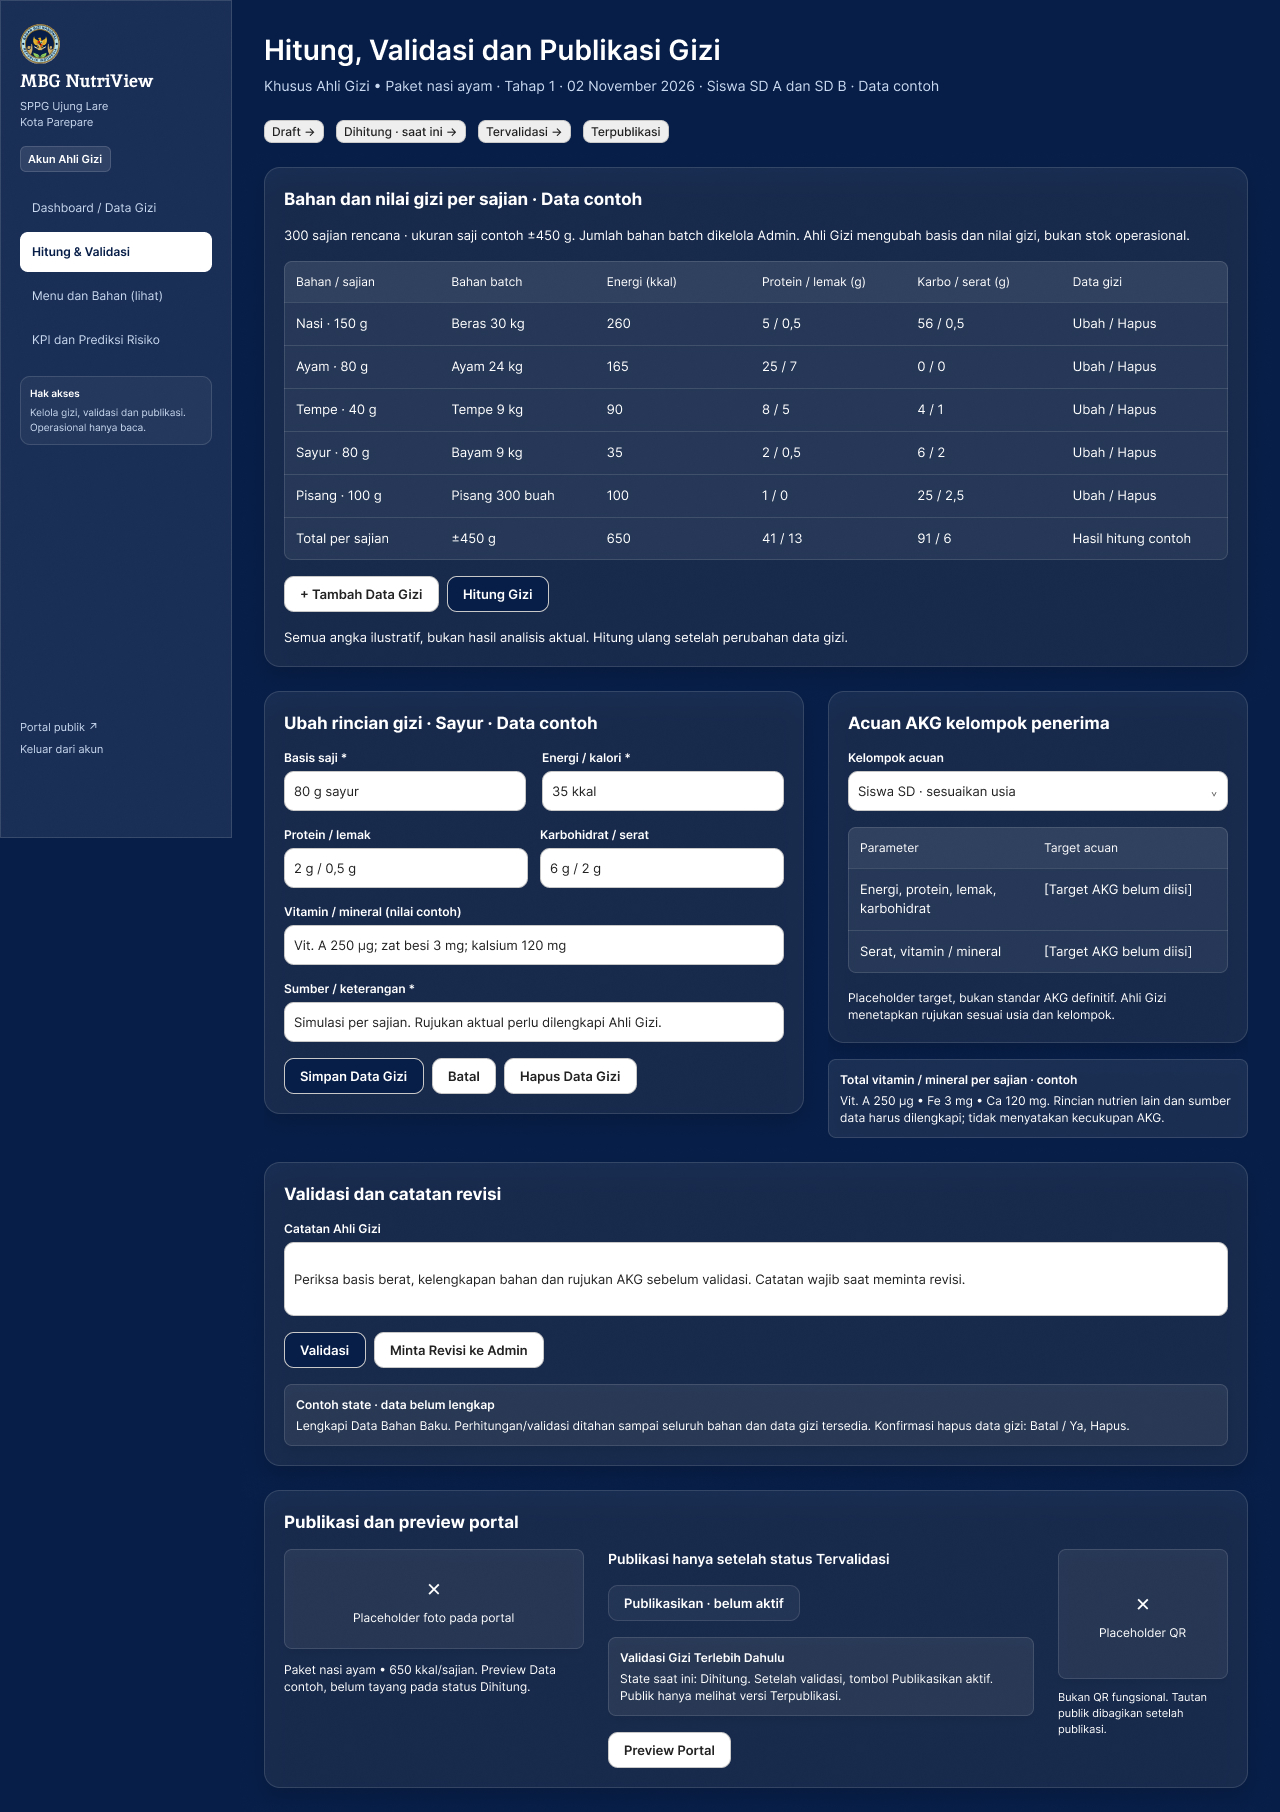 MBG NutriView
SPPG Ujung Lare
Kota Parepare
Akun Ahli Gizi
Dashboard / Data Gizi
Hitung & Validasi
Menu dan Bahan (lihat)
KPI dan Prediksi Risiko
Hak akses
Kelola gizi, validasi dan publikasi.
Operasional hanya baca.
Portal publik ↗
Keluar dari akun
Hitung, Validasi dan Publikasi Gizi
Khusus Ahli Gizi • Paket nasi ayam · Tahap 1 · 02 November 2026 · Siswa SD A dan SD B · Data contoh
Draft → Dihitung · saat ini → Tervalidasi → Terpublikasi
Bahan dan nilai gizi per sajian · Data contoh
300 sajian rencana · ukuran saji contoh ±450 g. Jumlah bahan batch dikelola Admin. Ahli Gizi mengubah basis dan nilai gizi, bukan stok operasional.
Bahan / sajian Bahan batch Energi (kkal) Protein / lemak (g) Karbo / serat (g) Data gizi
Nasi · 150 g Beras 30 kg 260 5 / 0,5 56 / 0,5 Ubah / Hapus
Ayam · 80 g Ayam 24 kg 165 25 / 7 0 / 0 Ubah / Hapus
Tempe · 40 g Tempe 9 kg 90 8 / 5 4 / 1 Ubah / Hapus
Sayur · 80 g Bayam 9 kg 35 2 / 0,5 6 / 2 Ubah / Hapus
Pisang · 100 g Pisang 300 buah 100 1 / 0 25 / 2,5 Ubah / Hapus
Total per sajian ±450 g 650 41 / 13 91 / 6 Hasil hitung contoh
+ Tambah Data Gizi Hitung Gizi
Semua angka ilustratif, bukan hasil analisis aktual. Hitung ulang setelah perubahan data gizi.
Ubah rincian gizi · Sayur · Data contoh
Basis saji * Energi / kalori *
80 g sayur 35 kkal
Protein / lemak Karbohidrat / serat
2 g / 0,5 g 6 g / 2 g
Vitamin / mineral (nilai contoh)
Vit. A 250 µg; zat besi 3 mg; kalsium 120 mg
Sumber / keterangan *
Simulasi per sajian. Rujukan aktual perlu dilengkapi Ahli Gizi.
Simpan Data Gizi Batal Hapus Data Gizi
Acuan AKG kelompok penerima
Kelompok acuan
Siswa SD · sesuaikan usia
Parameter Target acuan
Energi, protein, lemak, [Target AKG belum diisi]
karbohidrat
Serat, vitamin / mineral [Target AKG belum diisi]
Placeholder target, bukan standar AKG definitif. Ahli Gizi
menetapkan rujukan sesuai usia dan kelompok.
Total vitamin / mineral per sajian · contoh
Vit. A 250 µg • Fe 3 mg • Ca 120 mg. Rincian nutrien lain dan sumber
data harus dilengkapi; tidak menyatakan kecukupan AKG.
Validasi dan catatan revisi
Catatan Ahli Gizi
Periksa basis berat, kelengkapan bahan dan rujukan AKG sebelum validasi. Catatan wajib saat meminta revisi.
Validasi Minta Revisi ke Admin
Contoh state · data belum lengkap
Lengkapi Data Bahan Baku. Perhitungan/validasi ditahan sampai seluruh bahan dan data gizi tersedia. Konfirmasi hapus data gizi: Batal / Ya, Hapus.
Publikasi dan preview portal
×
Placeholder foto pada portal
Paket nasi ayam • 650 kkal/sajian. Preview Data
contoh, belum tayang pada status Dihitung.
Publikasi hanya setelah status Tervalidasi
Publikasikan · belum aktif
Validasi Gizi Terlebih Dahulu
State saat ini: Dihitung. Setelah validasi, tombol Publikasikan aktif.
Publik hanya melihat versi Terpublikasi.
Preview Portal
×
Placeholder QR
Bukan QR fungsional. Tautan
publik dibagikan setelah
publikasi.